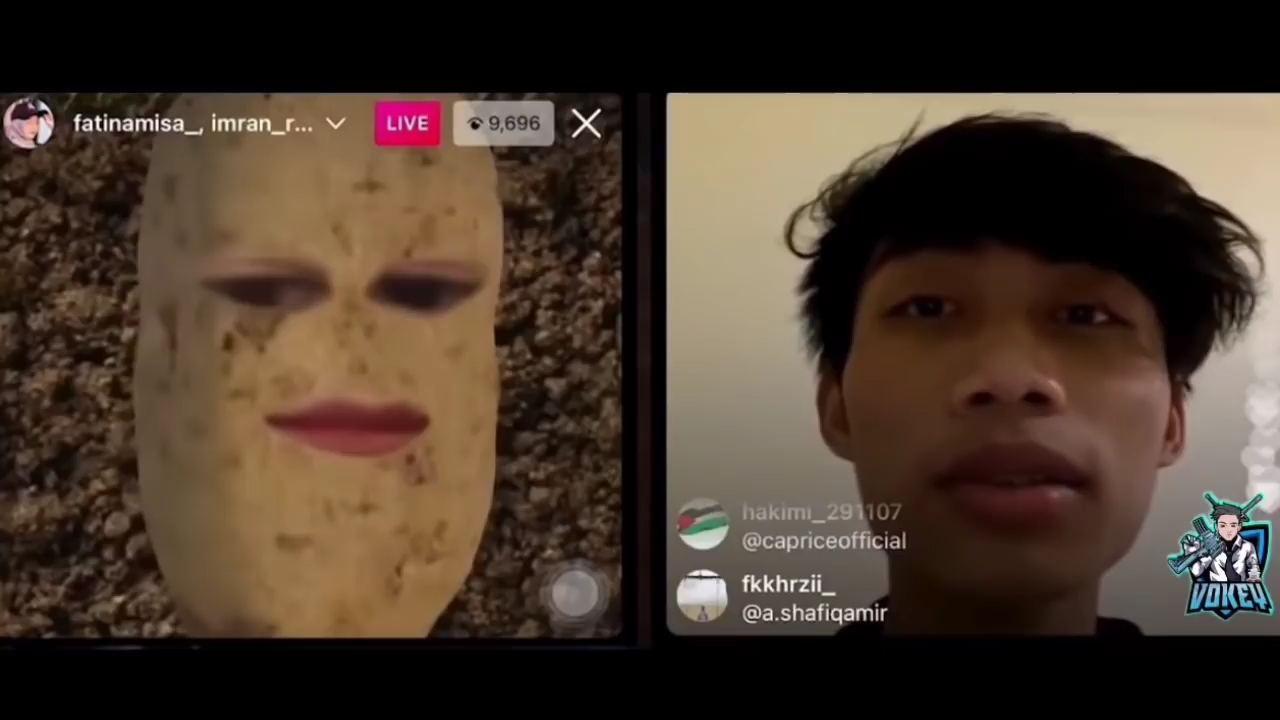 fatinamisa_, imran_r...
LIVE
9,696
hakimi_291107
@capriceofficial
fkkhrzii_
@a.shafiqamir
VOKEY